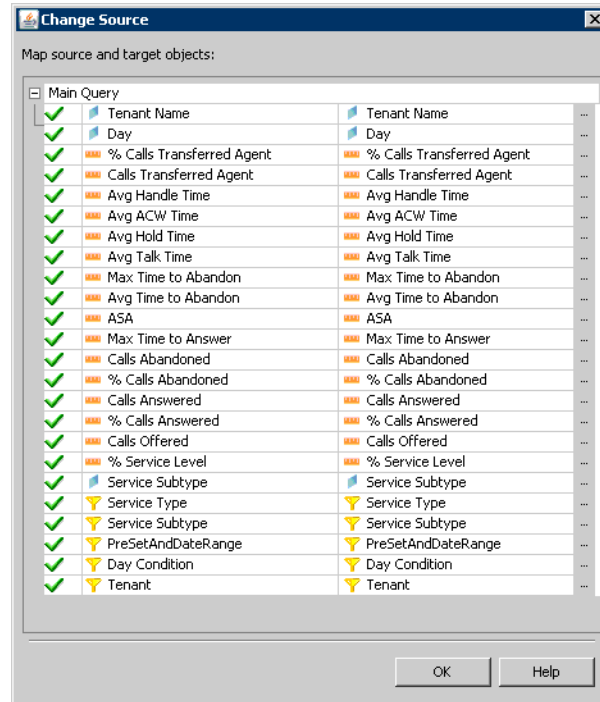 Change Source
Map source and target objects:
Main Query
Tenant Name Tenant Name ...
Day Day ...
% Calls Transferred Agent % Calls Transferred Agent ...
Calls Transferred Agent Calls Transferred Agent ...
Avg Handle Time Avg Handle Time ...
Avg ACW Time Avg ACW Time ...
Avg Hold Time Avg Hold Time ...
Avg Talk Time Avg Talk Time ...
Max Time to Abandon Max Time to Abandon ...
Avg Time to Abandon Avg Time to Abandon ...
ASA ASA ...
Max Time to Answer Max Time to Answer ...
Calls Abandoned Calls Abandoned ...
% Calls Abandoned % Calls Abandoned ...
Calls Answered Calls Answered ...
% Calls Answered % Calls Answered ...
Calls Offered Calls Offered ...
% Service Level % Service Level ...
Service Subtype Service Subtype ...
Service Type Service Type ...
Service Subtype Service Subtype ...
PreSetAndDateRange PreSetAndDateRange ...
Day Condition Day Condition ...
Tenant Tenant ...
OK Help